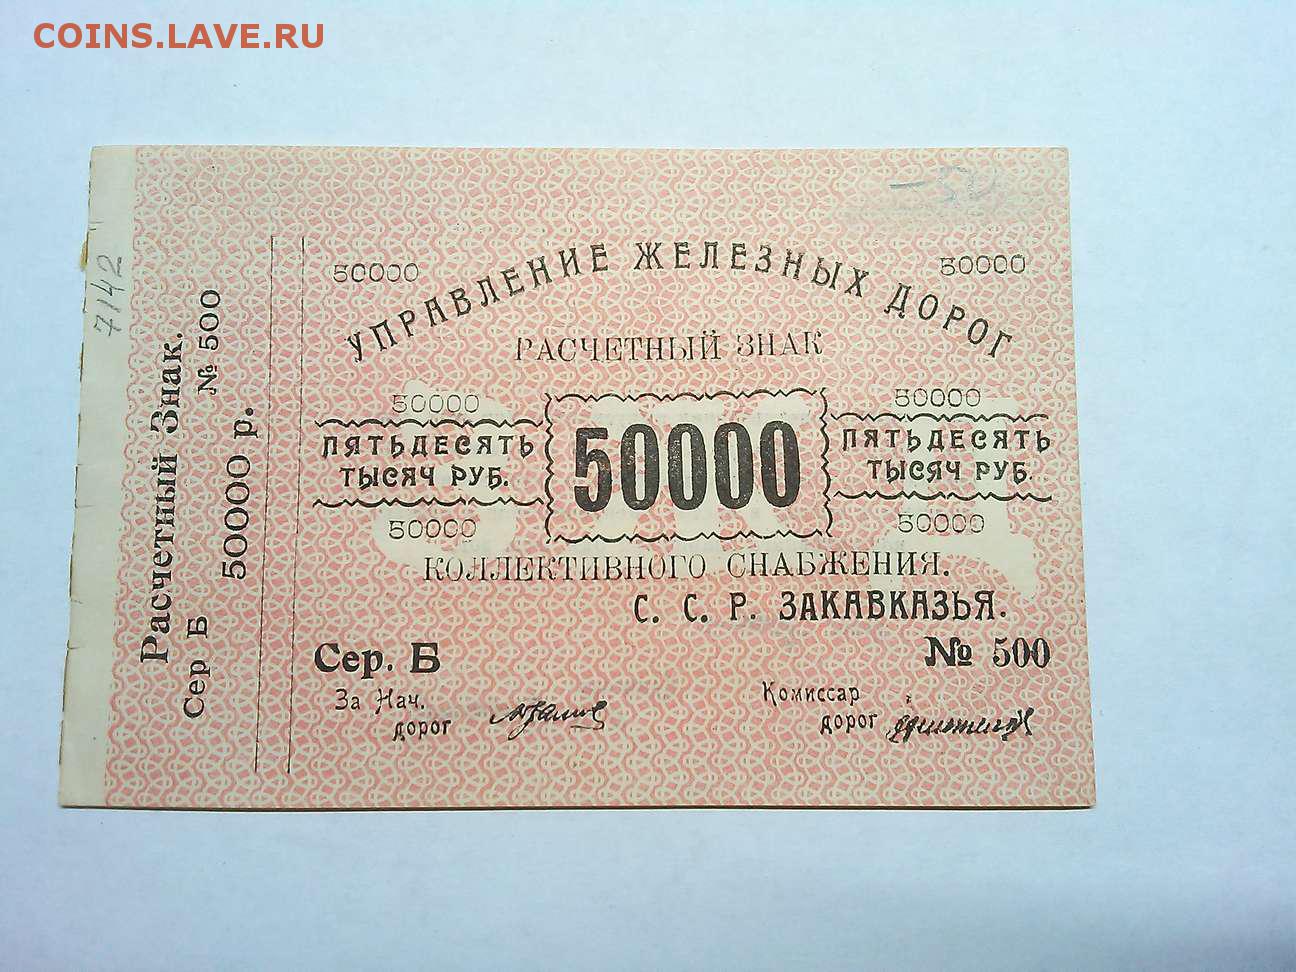 COINS.LAVE.RU
7142
Расчетный Знак.
№ 500
Сер Б 50000 р.
50000 50000
УПРАВЛЕНИЕ ЖЕЛЕЗНЫХ ДОРОГ
РАСЧЕТНЫЙ ЗНАК
50000 50000
ПЯТЬДЕСЯТЬ ТЫСЯЧ РУБ.
50000
ПЯТЬДЕСЯТЬ ТЫСЯЧ РУБ.
50000 50000
КОЛЛЕКТИВНОГО СНАБЖЕНИЯ.
С. С. Р. ЗАКАВКАЗЬЯ.
Сер. Б № 500
За Нач. дорог
Комиссар дорог